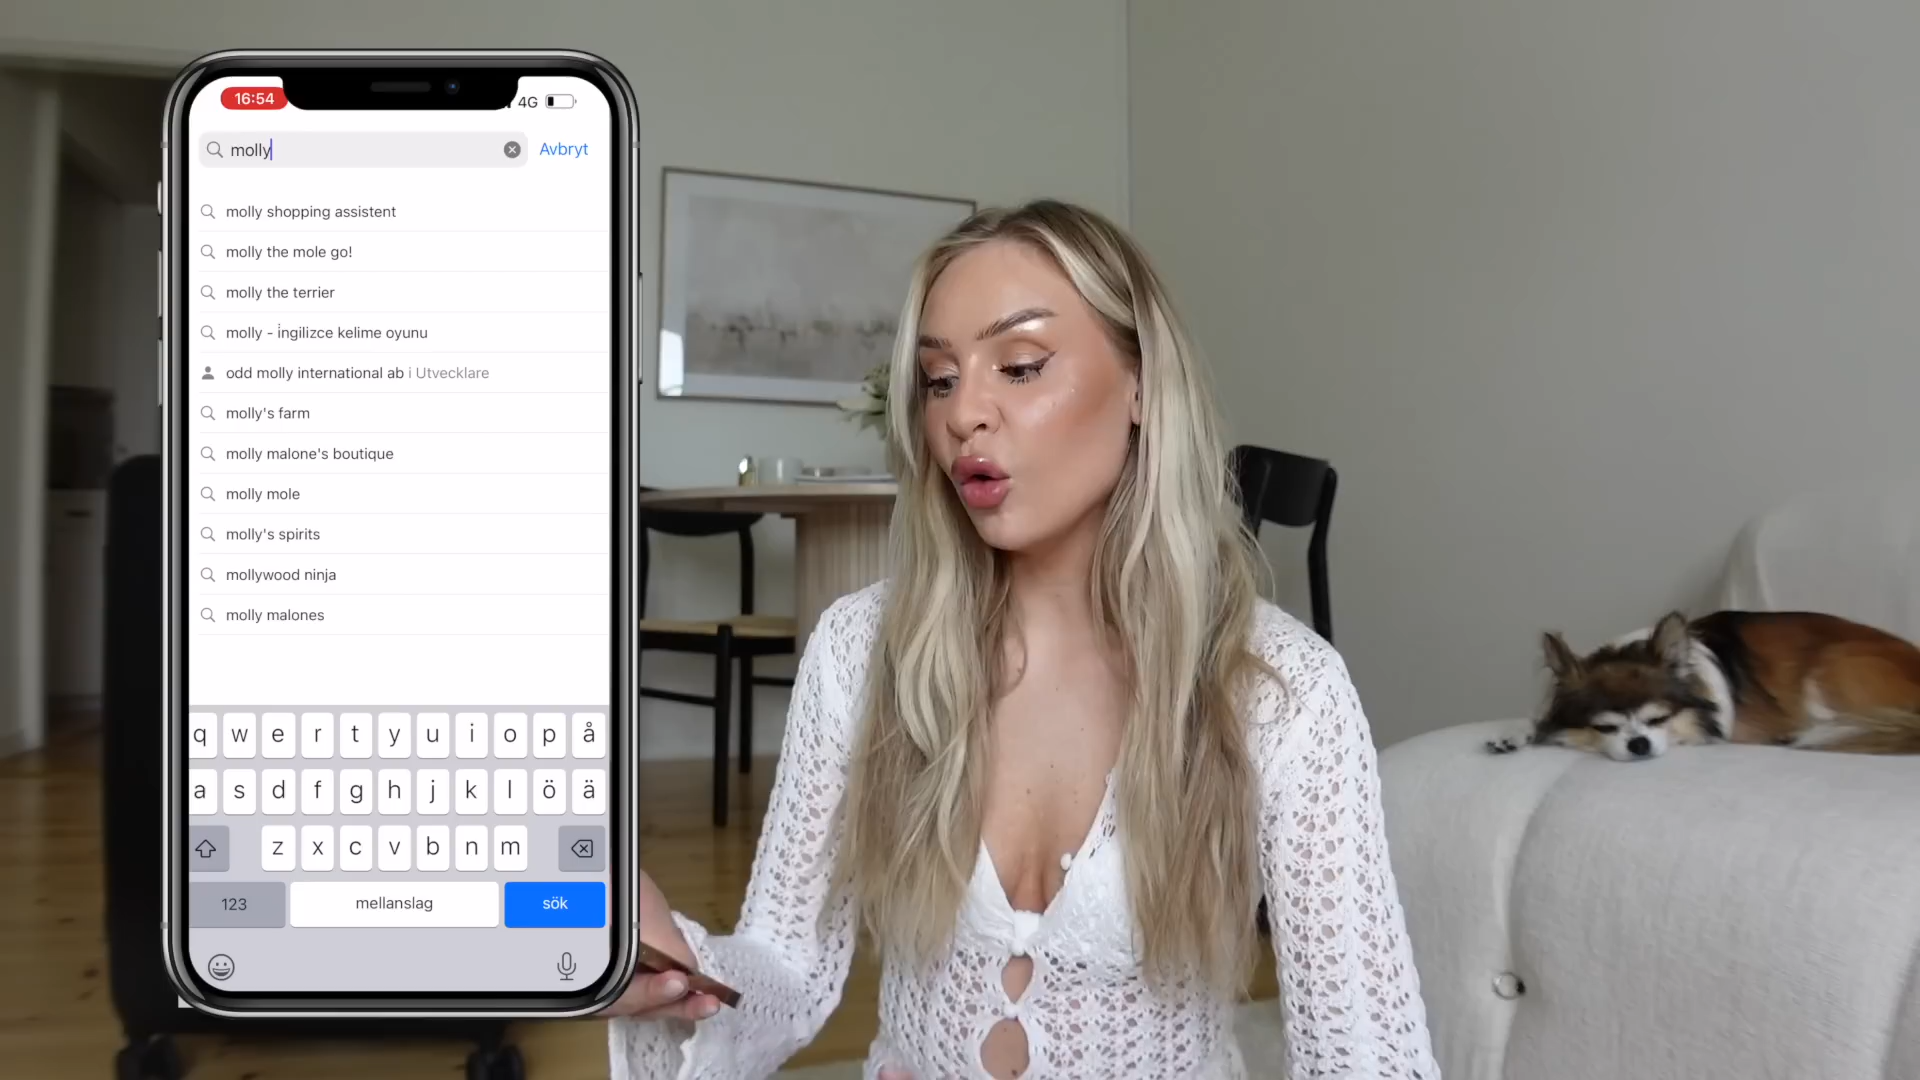 16:54
4G
molly
Avbryt
molly shopping assistent
molly the mole go!
molly the terrier
molly - i̇ngilizce kelime oyunu
odd molly international ab i Utvecklare
molly's farm
molly malone's boutique
molly mole
molly's spirits
mollywood ninja
molly malones
q w e r t y u i o p å
a s d f g h j k l ö ä
z x c v b n m
123 mellanslag sök